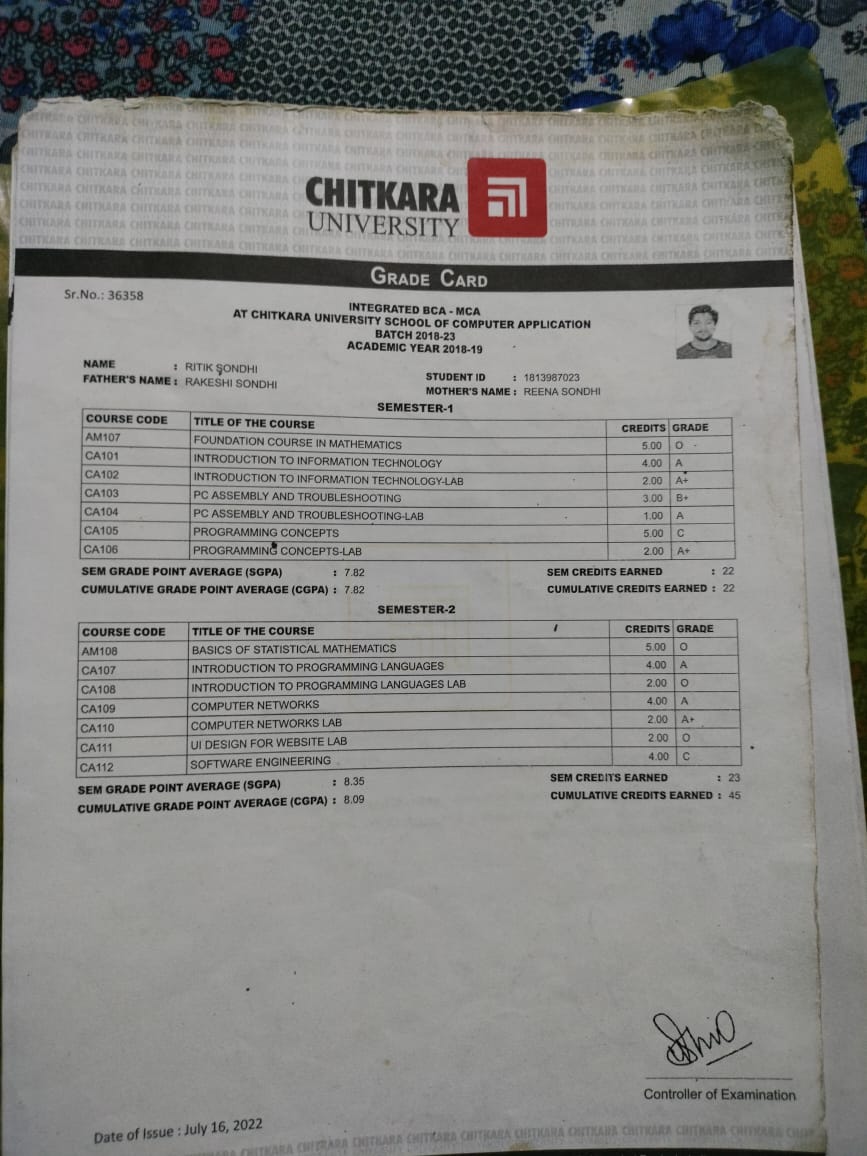 CHITKARA
UNIVERSITY
GRADE CARD
Sr.No.: 36358
INTEGRATED BCA - MCA
AT CHITKARA UNIVERSITY SCHOOL OF COMPUTER APPLICATION
BATCH 2018-23
ACADEMIC YEAR 2018-19
NAME : RITIK SONDHI
FATHER'S NAME : RAKESHI SONDHI
STUDENT ID : 1813987023
MOTHER'S NAME : REENA SONDHI
SEMESTER-1
COURSE CODE TITLE OF THE COURSE CREDITS GRADE
AM107 FOUNDATION COURSE IN MATHEMATICS 5.00 O
CA101 INTRODUCTION TO INFORMATION TECHNOLOGY 4.00 A
CA102 INTRODUCTION TO INFORMATION TECHNOLOGY-LAB 2.00 A+
CA103 PC ASSEMBLY AND TROUBLESHOOTING 3.00 B+
CA104 PC ASSEMBLY AND TROUBLESHOOTING-LAB 1.00 A
CA105 PROGRAMMING CONCEPTS 5.00 C
CA106 PROGRAMMING CONCEPTS-LAB 2.00 A+
SEM GRADE POINT AVERAGE (SGPA) : 7.82 SEM CREDITS EARNED : 22
CUMULATIVE GRADE POINT AVERAGE (CGPA) : 7.82 CUMULATIVE CREDITS EARNED : 22
SEMESTER-2
COURSE CODE TITLE OF THE COURSE CREDITS GRADE
AM108 BASICS OF STATISTICAL MATHEMATICS 5.00 O
CA107 INTRODUCTION TO PROGRAMMING LANGUAGES 4.00 A
CA108 INTRODUCTION TO PROGRAMMING LANGUAGES LAB 2.00 O
CA109 COMPUTER NETWORKS 4.00 A
CA110 COMPUTER NETWORKS LAB 2.00 A+
CA111 UI DESIGN FOR WEBSITE LAB 2.00 O
CA112 SOFTWARE ENGINEERING 4.00 C
SEM GRADE POINT AVERAGE (SGPA) : 8.35 SEM CREDITS EARNED : 23
CUMULATIVE GRADE POINT AVERAGE (CGPA) : 8.09 CUMULATIVE CREDITS EARNED : 45
Controller of Examination
Date of Issue : July 16, 2022